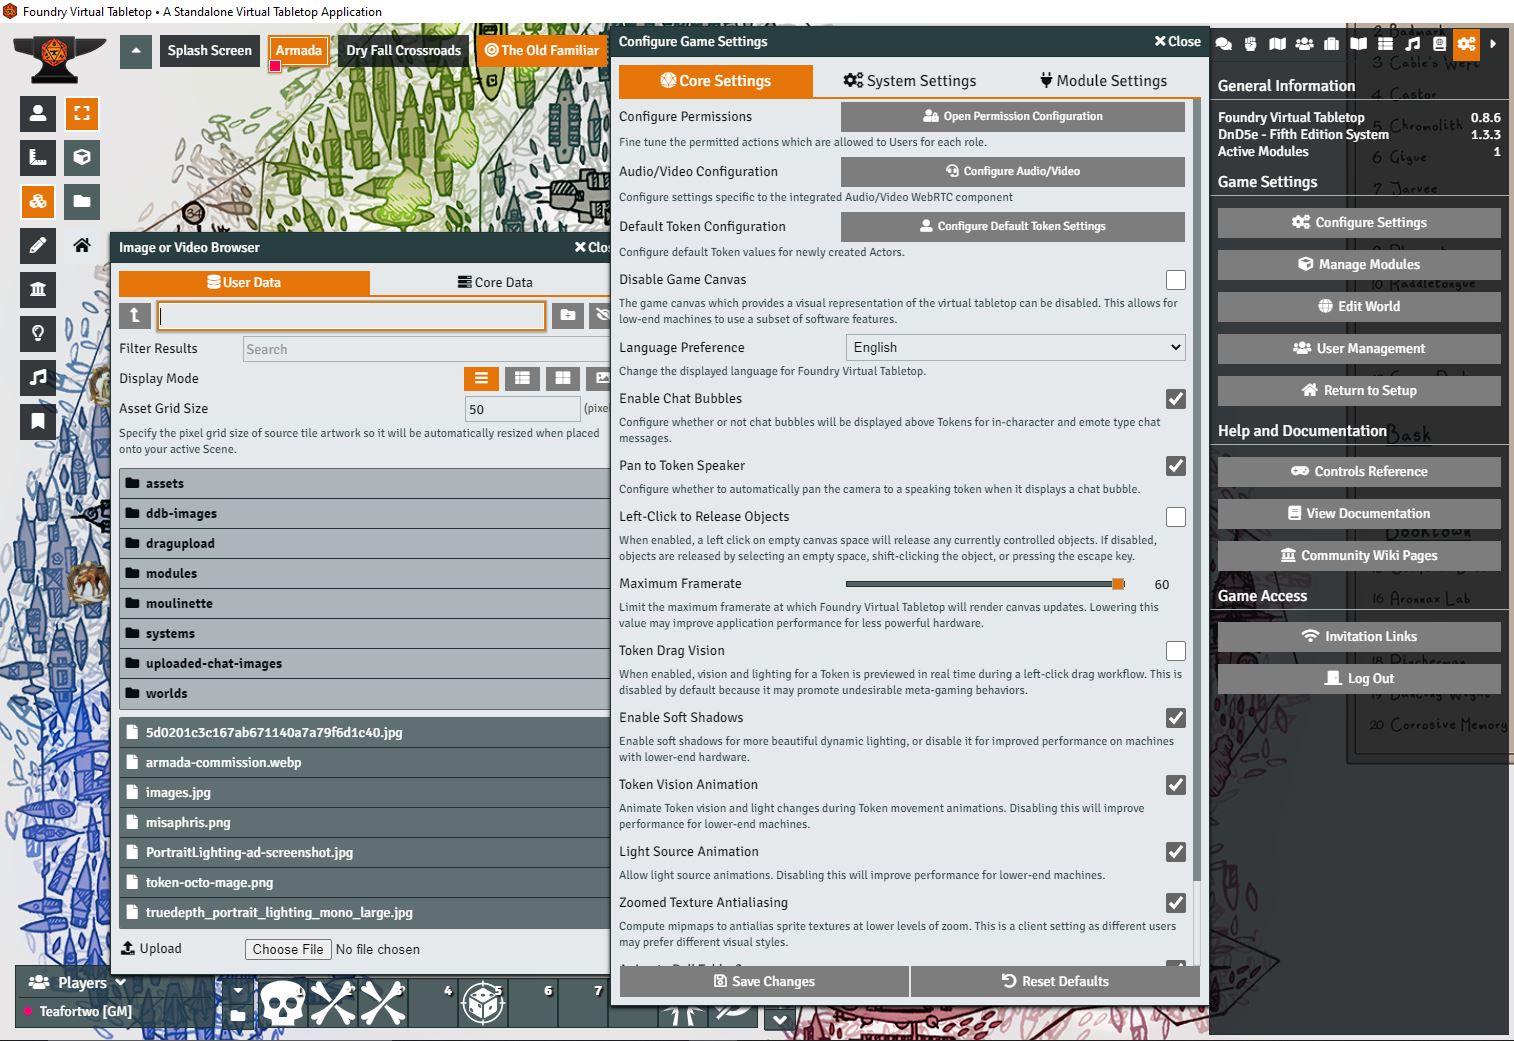 Foundry Virtual Tabletop • A Standalone Virtual Tabletop Application
Splash Screen
Armada
Dry Fall Crossroads
The Old Familiar
34
Image or Video Browser
User Data
Core Data
Filter Results
Search
Display Mode
Asset Grid Size
50
Specify the pixel grid size of source tile artwork so it will be automatically resized when placed
onto your active Scene.
assets
ddb-images
dragupload
modules
moulinette
systems
uploaded-chat-images
worlds
5d0201c3c167ab671140a7a79f6d1c40.jpg
armada-commission.webp
images.jpg
misaphris.png
PortraitLighting-ad-screenshot.jpg
token-octo-mage.png
truedepth_portrait_lighting_mono_large.jpg
Upload
Choose File No file chosen
Players
Teafortwo [GM]
1
2
3
4
5
6
7
Configure Game Settings
Close
Core Settings
System Settings
Module Settings
Configure Permissions
Open Permission Configuration
Fine tune the permitted actions which are allowed to Users for each role.
Audio/Video Configuration
Configure Audio/Video
Configure settings specific to the integrated Audio/Video WebRTC component
Default Token Configuration
Configure Default Token Settings
Configure default Token values for newly created Actors.
Disable Game Canvas
The game canvas which provides a visual representation of the virtual tabletop can be disabled. This allows for
low-end machines to use a subset of software features.
Language Preference
English
Change the displayed language for Foundry Virtual Tabletop.
Enable Chat Bubbles
Configure whether or not chat bubbles will be displayed above Tokens for in-character and emote type chat
messages.
Pan to Token Speaker
Configure whether to automatically pan the camera to a speaking token when it displays a chat bubble.
Left-Click to Release Objects
When enabled, a left click on empty canvas space will release any currently controlled objects. If disabled,
objects are released by selecting an empty space, shift-clicking the object, or pressing the escape key.
Maximum Framerate
60
Limit the maximum framerate at which Foundry Virtual Tabletop will render canvas updates. Lowering this
value may improve application performance for less powerful hardware.
Token Drag Vision
When enabled, vision and lighting for a Token is previewed in real time during a left-click drag workflow. This is
disabled by default because it may promote undesirable meta-gaming behaviors.
Enable Soft Shadows
Enable soft shadows for more beautiful dynamic lighting, or disable it for improved performance on machines
with lower-end hardware.
Token Vision Animation
Animate Token vision and light changes during Token movement animations. Disabling this will improve
performance for lower-end machines.
Light Source Animation
Allow light source animations. Disabling this will improve performance for lower-end machines.
Zoomed Texture Antialiasing
Compute mipmaps to antialias sprite textures at lower levels of zoom. This is a client setting as different users
may prefer different visual styles.
Save Changes
Reset Defaults
General Information
Foundry Virtual Tabletop 0.8.6
DnD5e - Fifth Edition System 1.3.3
Active Modules 1
Game Settings
Configure Settings
Manage Modules
Edit World
User Management
Return to Setup
Help and Documentation
Controls Reference
View Documentation
Community Wiki Pages
Game Access
Invitation Links
Log Out
4 Castor
5 Chromolith
6 Gigue
7 Jarvee
Bask
16 Aronnax Lab
20 Corrosive Memory